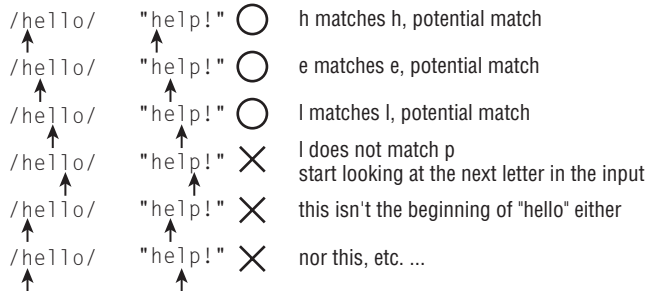 /hello/ "help!" h matches h, potential match
/hello/ "help!" e matches e, potential match
/hello/ "help!" l matches l, potential match
/hello/ "help!" l does not match p
start looking at the next letter in the input
/hello/ "help!" this isn't the beginning of "hello" either
/hello/ "help!" nor this, etc. ...